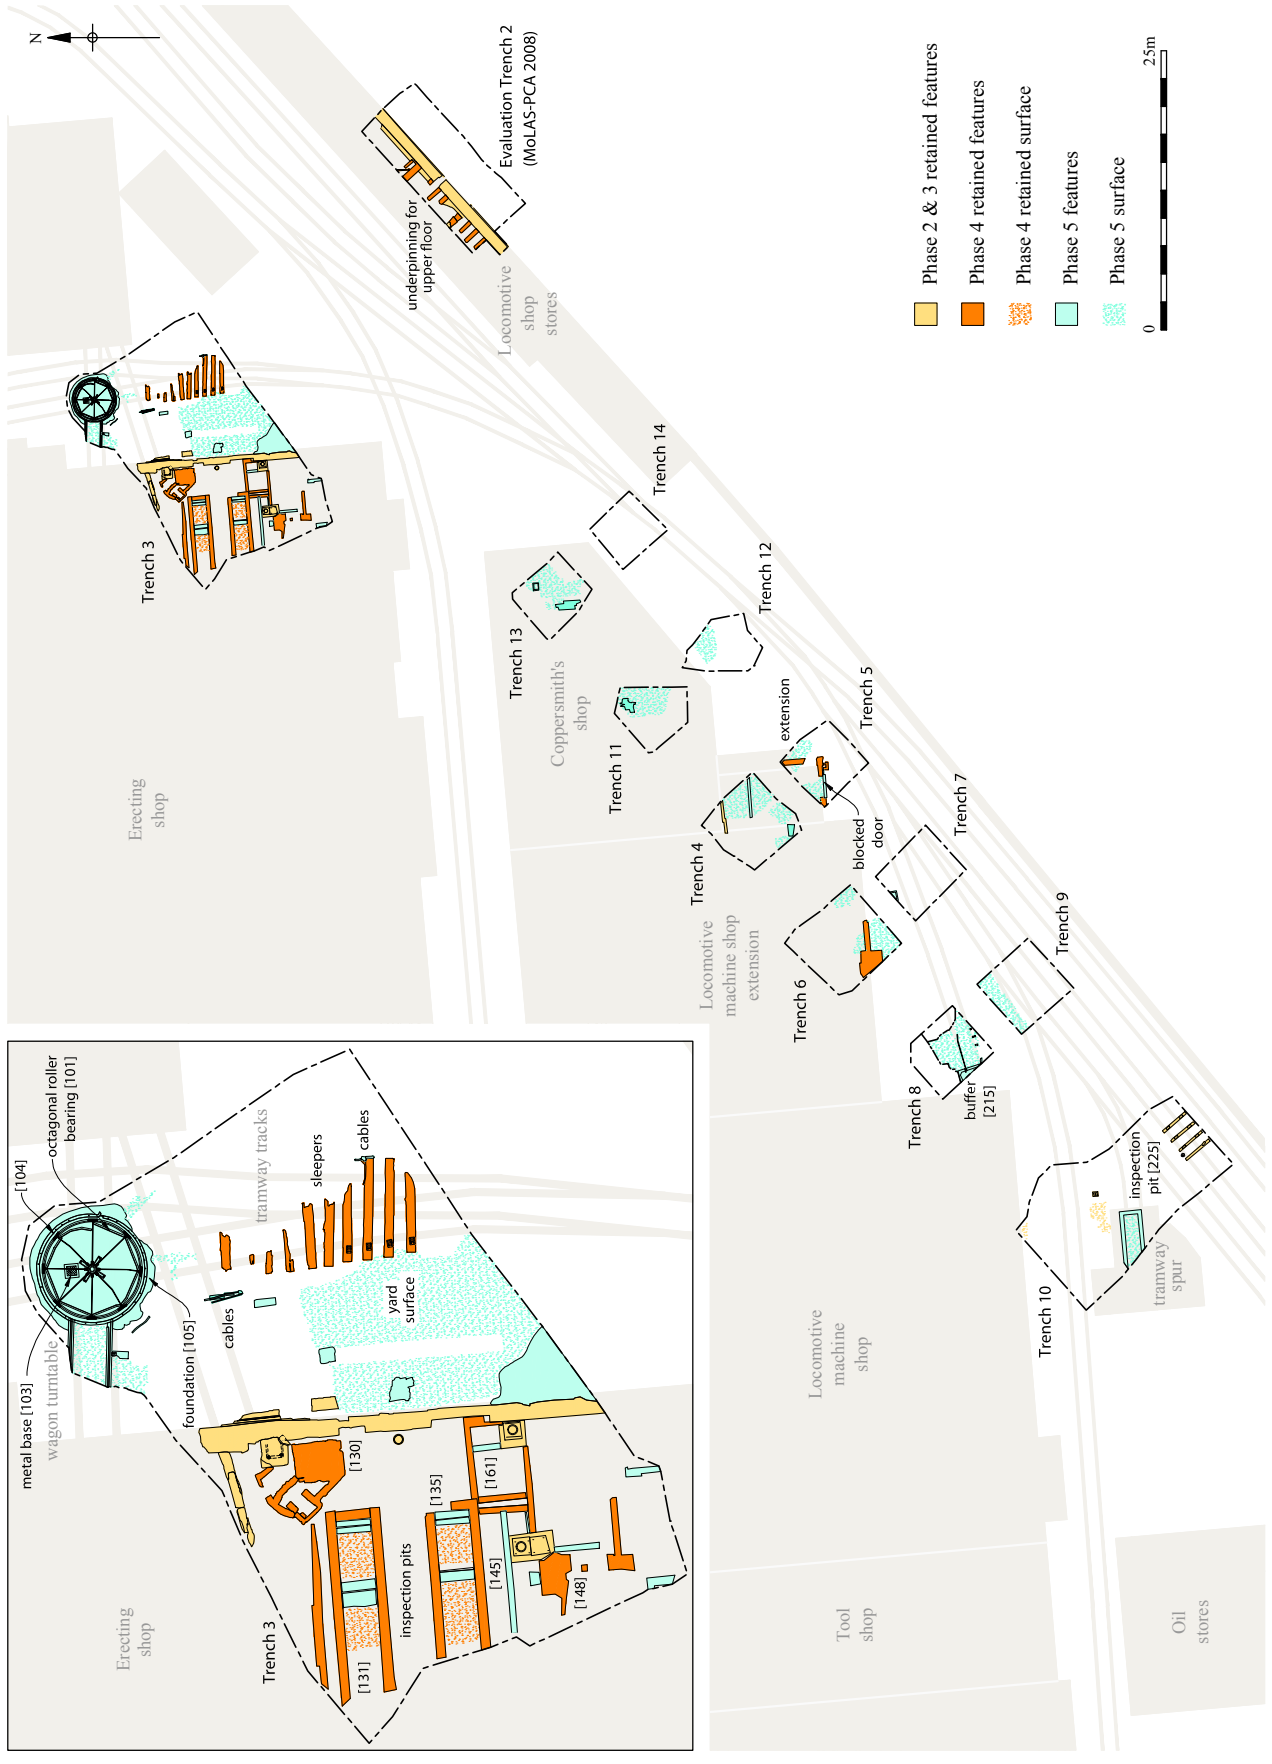 N
Evaluation Trench 2
(MoLAS-PCA 2008)
underpinning for
upper floor
Locomotive
shop
stores
Trench 3
Trench 14
Trench 13
Trench 12
Coppersmith's
shop
Trench 11
Erecting
shop
extension
Trench 5
Trench 4
blocked
door
Trench 7
Locomotive
machine shop
extension
Trench 6
Trench 9
Trench 8
buffer
[215]
inspection
pit [225]
Trench 10
tramway
spur
Locomotive
machine
shop
Tool
shop
Oil
stores
Phase 2 & 3 retained features
Phase 4 retained features
Phase 4 retained surface
Phase 5 features
Phase 5 surface
0
25m
[104]
octagonal roller
bearing [101]
metal base [103]
wagon turntable
foundation [105]
tramway tracks
sleepers
cables
cables
yard
surface
Erecting
shop
Trench 3
[130]
[135]
[161]
inspection pits
[131]
[145]
[148]